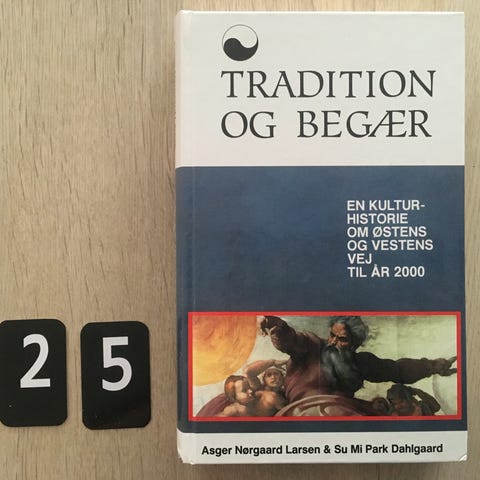 TRADITION
OG BEGÆR
EN KULTUR-
HISTORIE
OM ØSTENS
OG VESTENS
VEJ
TIL ÅR 2000
2 5
Asger Nørgaard Larsen & Su Mi Park Dahlgaard